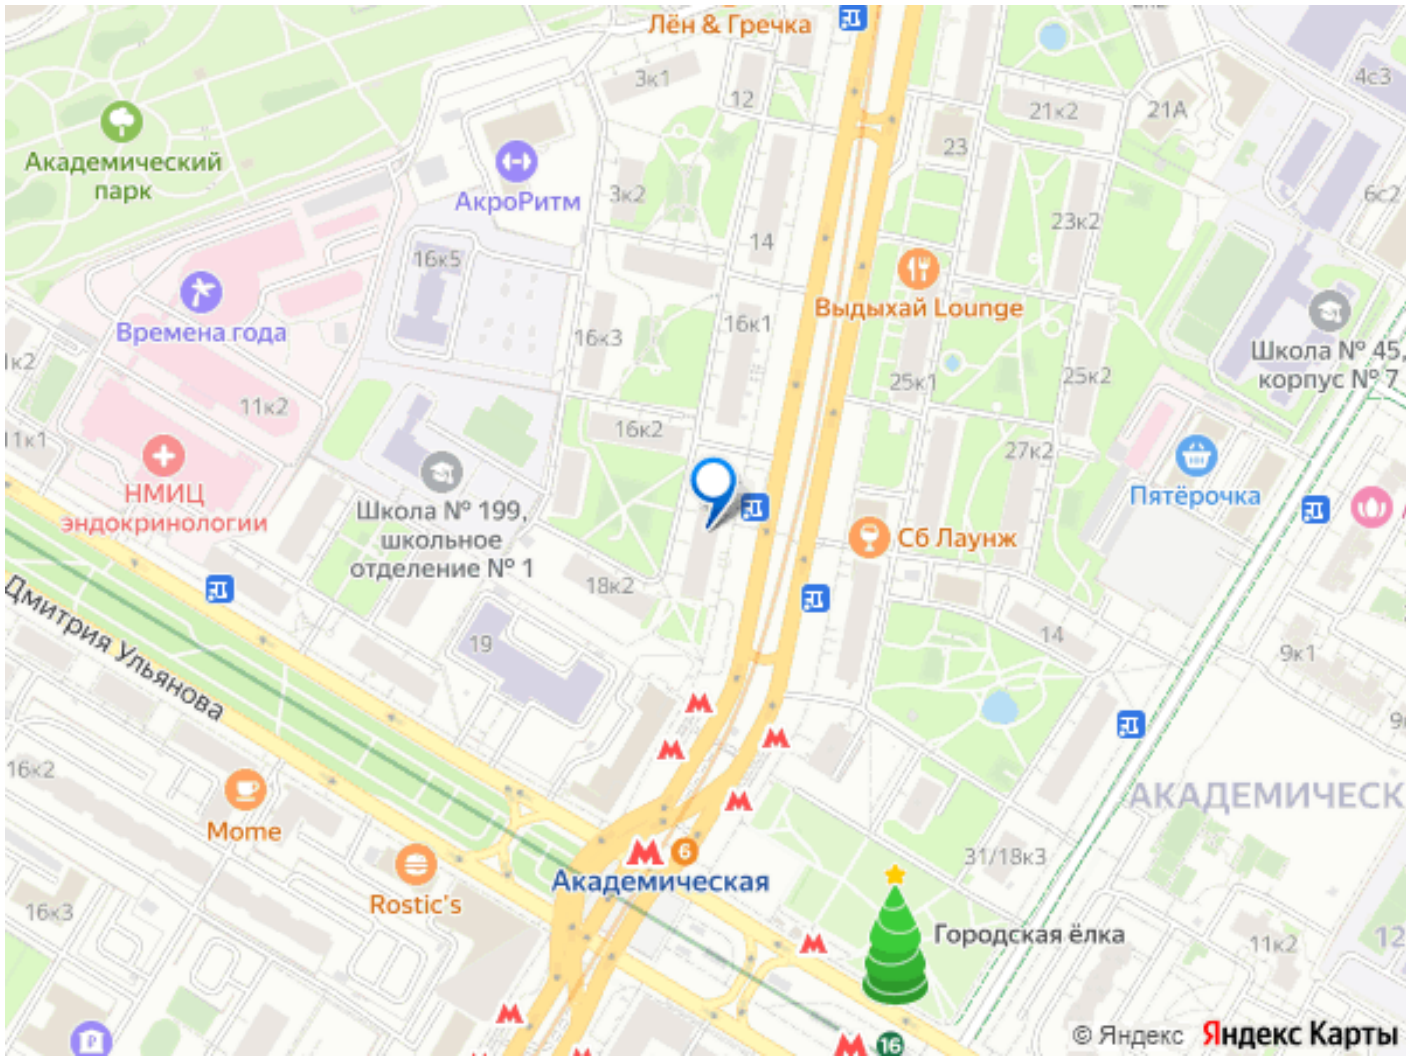 Лён & Гречка
3к1
12
4с3
21к2
21А
23
Академический
парк
АкроРитм
3к2
6с2
23к2
14
16к5
Времена года
Выдыхай Lounge
16к3
16к1
Школа № 45,
корпус № 7
1к2
25к1
25к2
11к2
11к1
16к2
27к2
НМИЦ
эндокринологии
Школа № 199,
школьное
отделение № 1
Пятёрочка
Сб Лаунж
18к2
Дмитрия Ульянова
19
14
9к1
16к2
АКАДЕМИЧЕСК
Mome
6
Академическая
31/18к3
Rostic's
16к3
Городская ёлка
11к2
12
16
© Яндекс Яндекс Карты